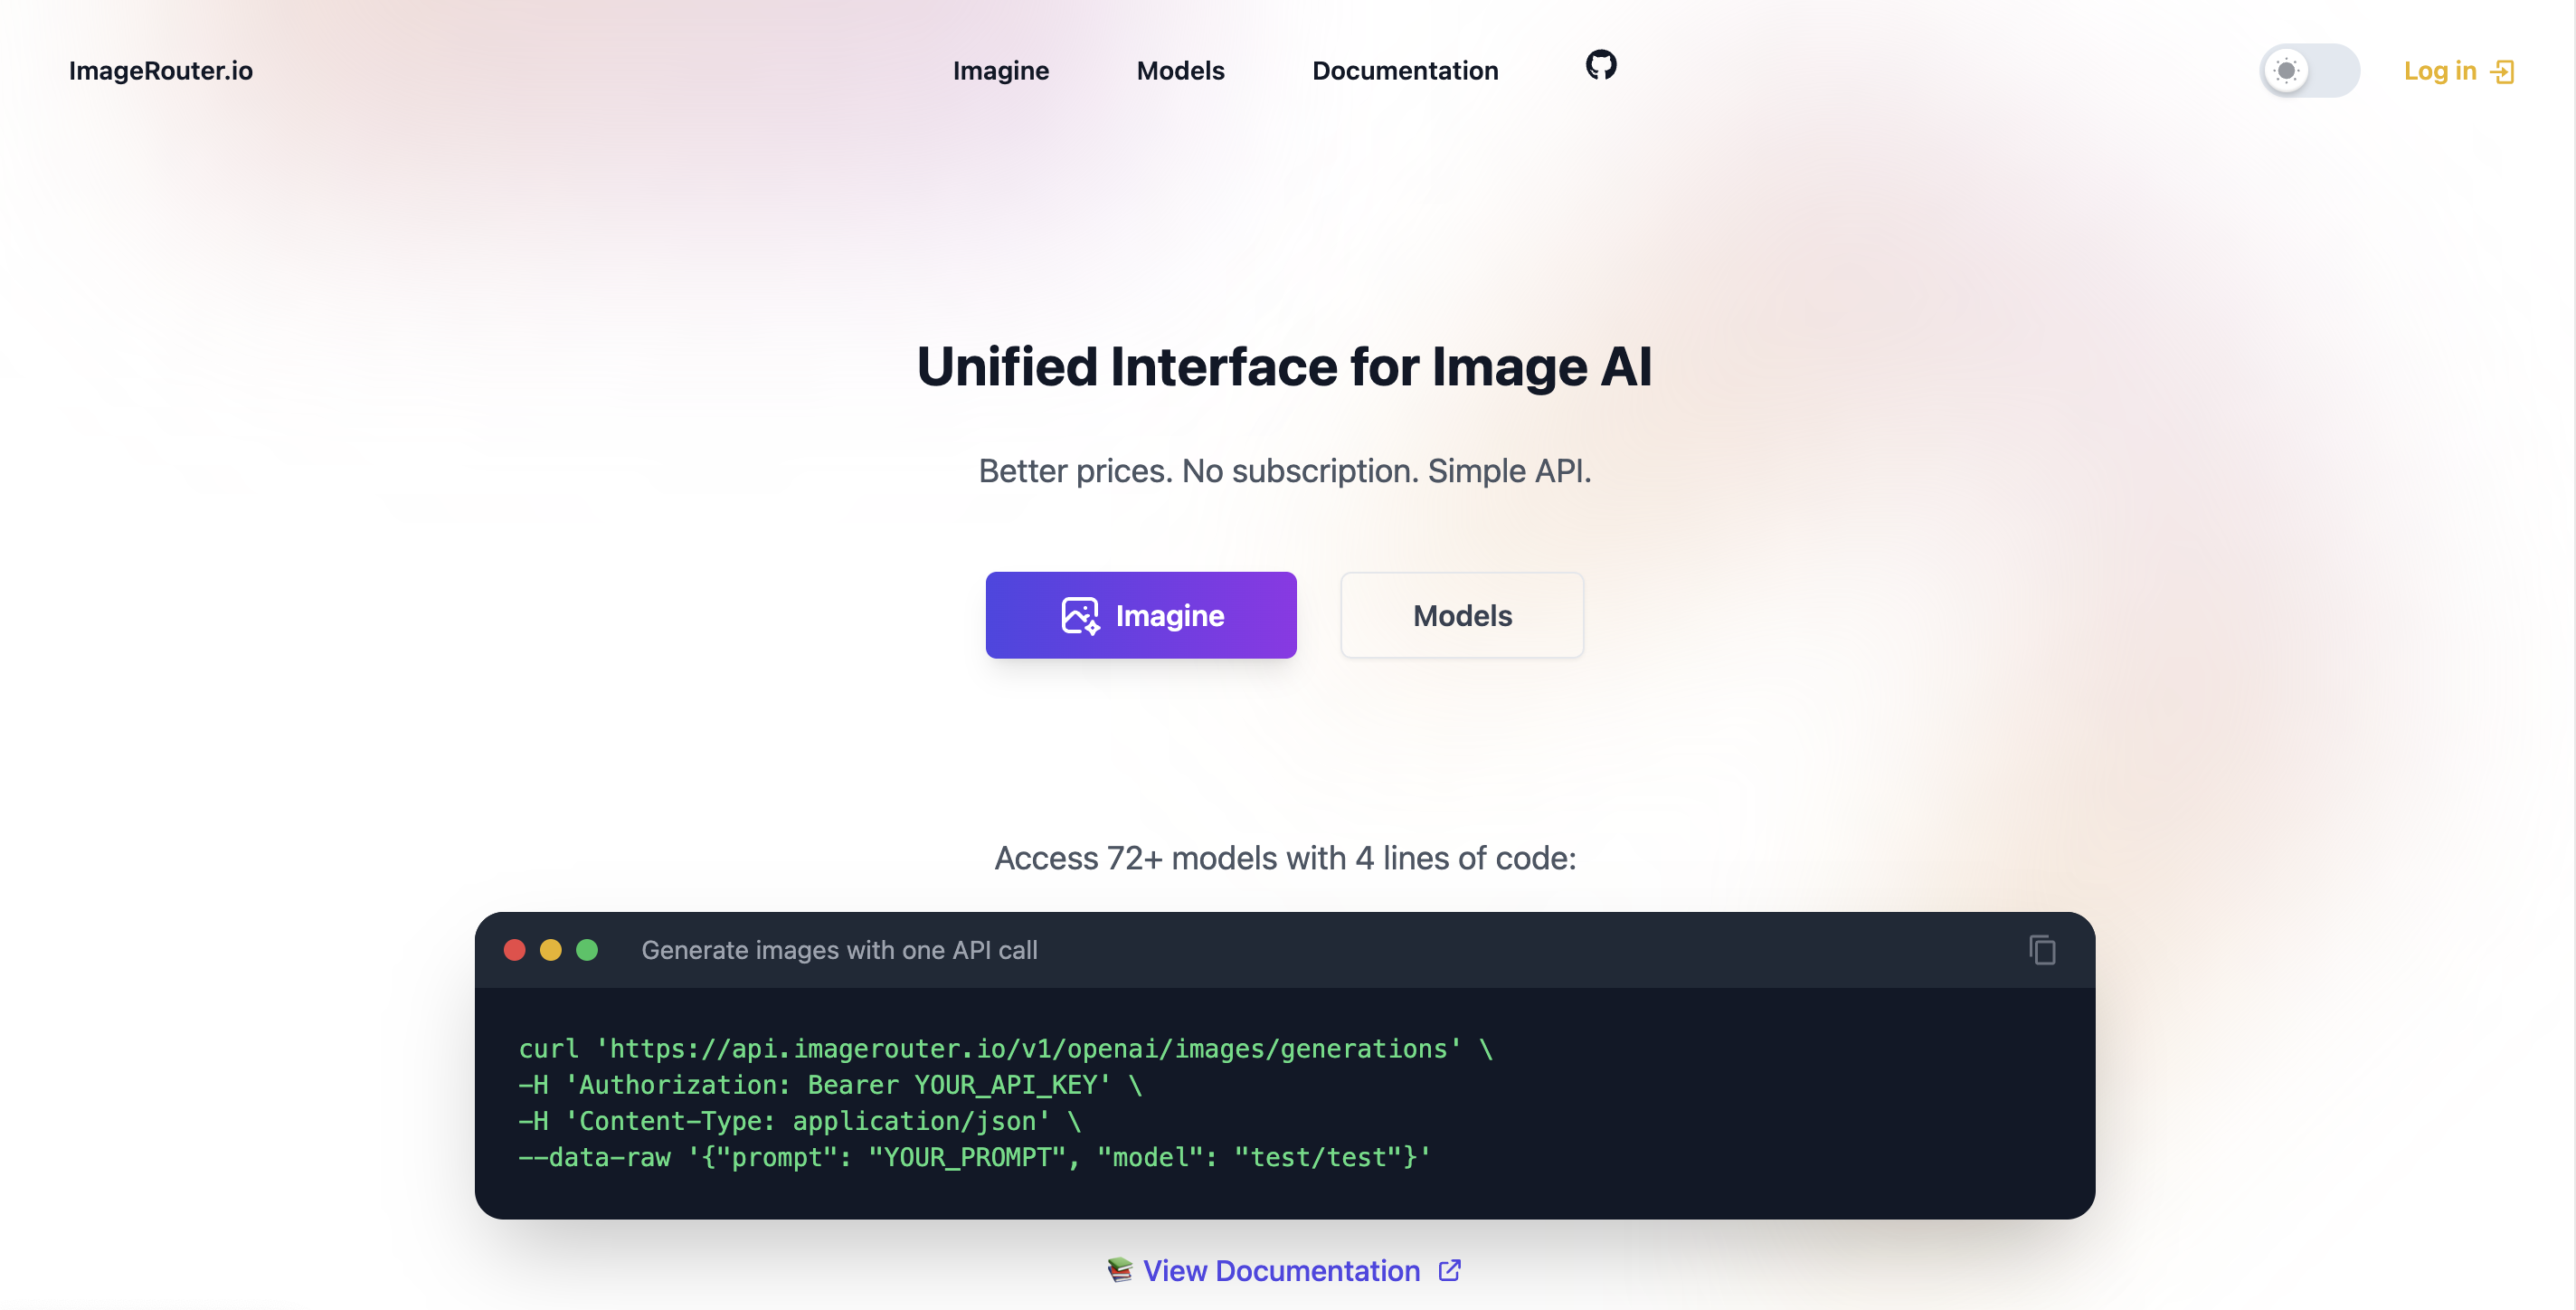 ImageRouter.io
Imagine
Models
Documentation
Log in
Unified Interface for Image AI
Better prices. No subscription. Simple API.
Imagine
Models
Access 72+ models with 4 lines of code:
Generate images with one API call
curl 'https://api.imagerouter.io/v1/openai/images/generations' \
-H 'Authorization: Bearer YOUR_API_KEY' \
-H 'Content-Type: application/json' \
--data-raw '{"prompt": "YOUR_PROMPT", "model": "test/test"}'
View Documentation